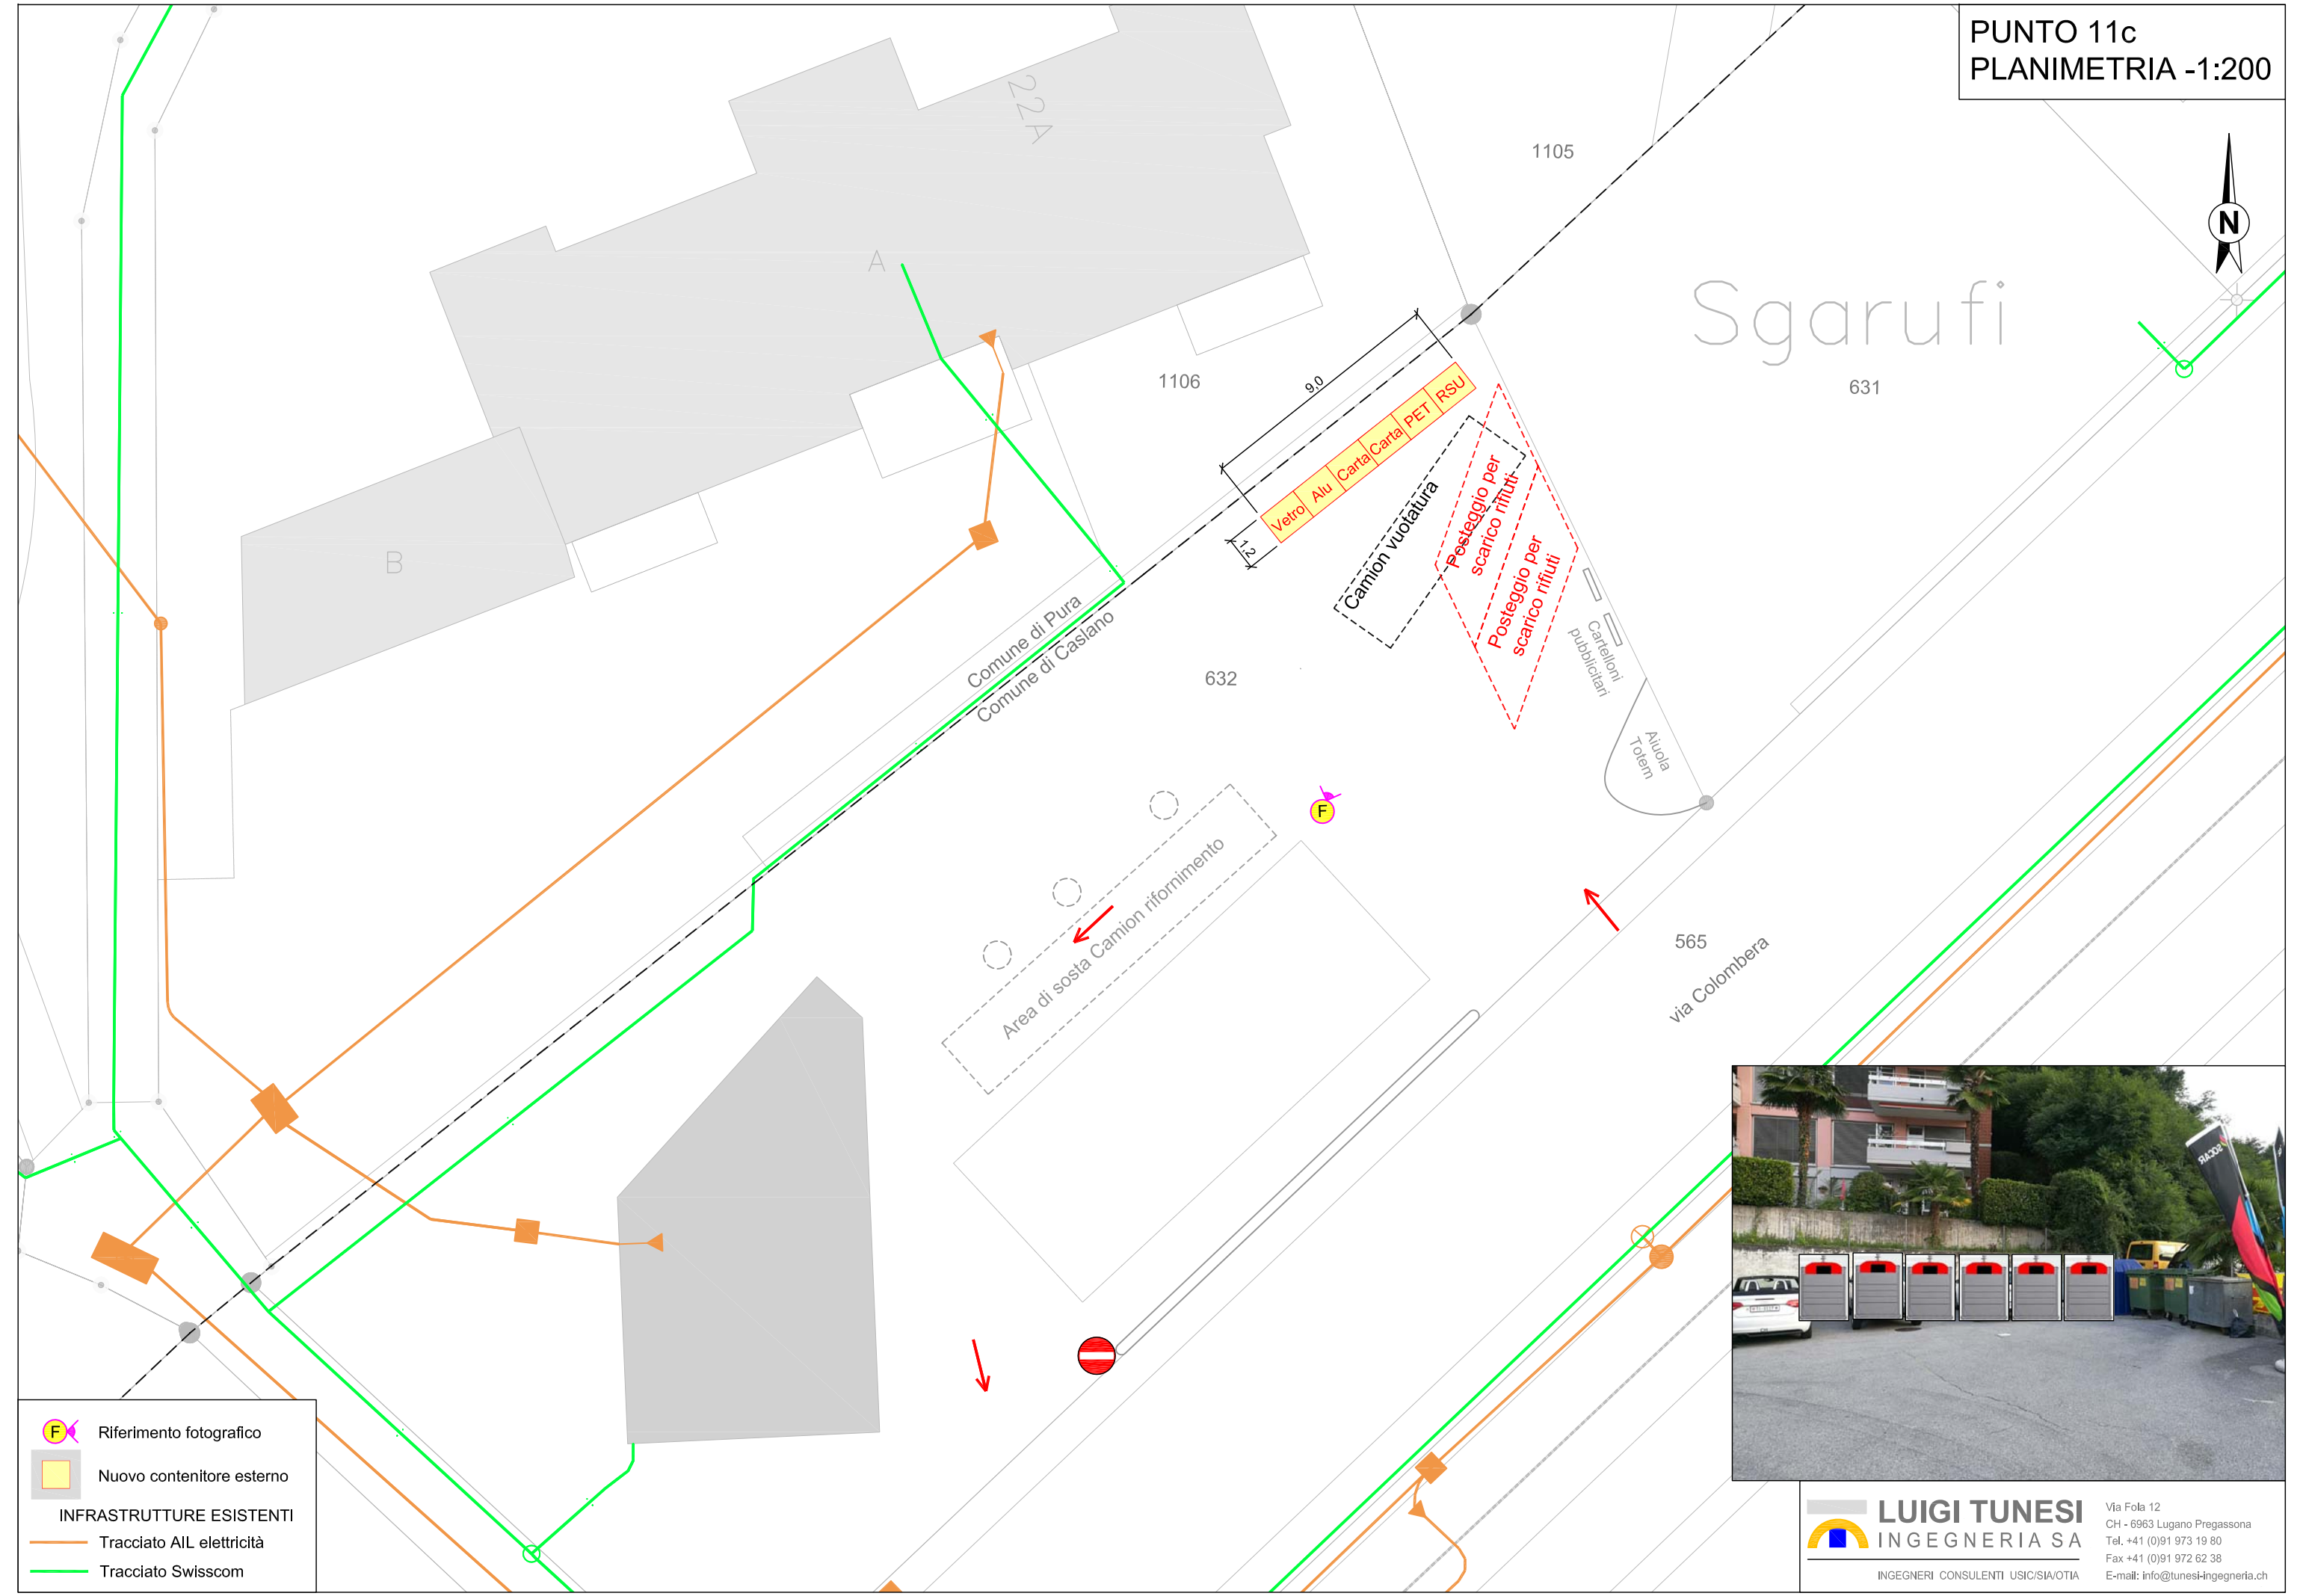 PUNTO 11c
PLANIMETRIA -1:200
22A
1105
N
A
Sgarufi
1106
9,0
631
RSU
PET
Carta
Carta
Alu
Vetro
1,2
Posteggio per
scarico rifiuti
Camion vuotatura
Posteggio per
scarico rifiuti
B
Comune di Pura
Comune di Caslano
632
Cartelloni
pubblicitari
Aiuola
Totem
F
Area di sosta Camion rifornimento
565
via Colombera
SOCAR
F Riferimento fotografico
Nuovo contenitore esterno
INFRASTRUTTURE ESISTENTI
Tracciato AIL elettricità
Tracciato Swisscom
LUIGI TUNESI
INGEGNERIA SA
INGEGNERI CONSULENTI USIC/SIA/OTIA
Via Fola 12
CH - 6963 Lugano Pregassona
Tel. +41 (0)91 973 19 80
Fax +41 (0)91 972 62 38
E-mail: info@tunesi-ingegneria.ch